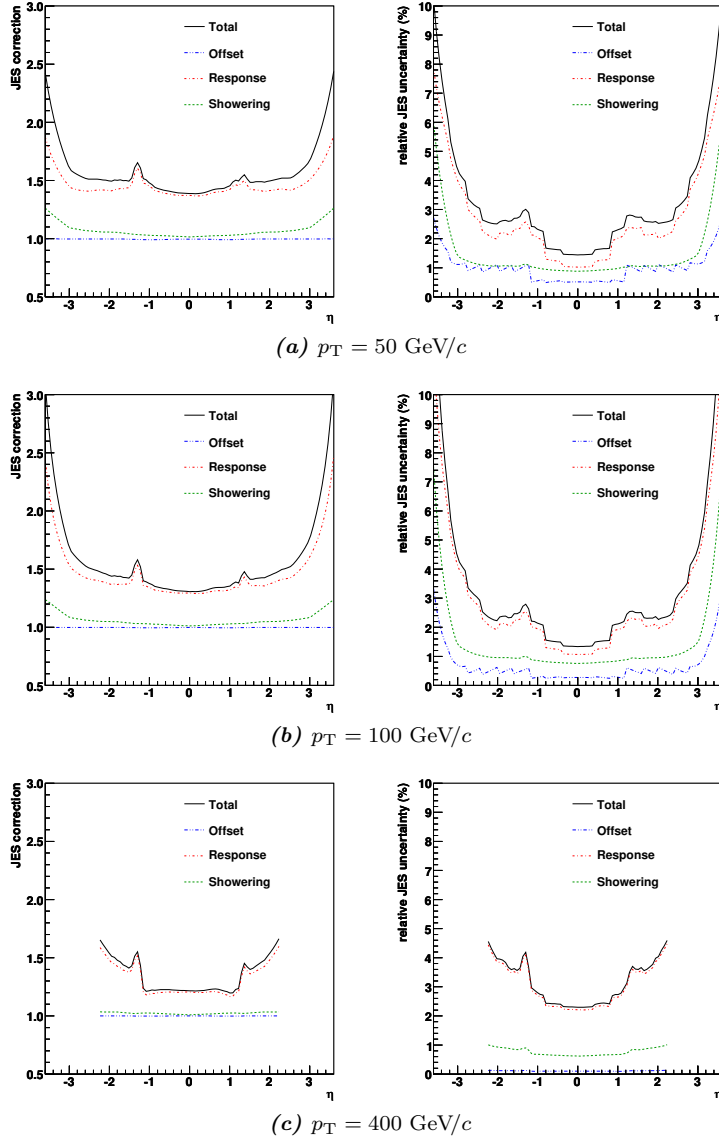 JES correction
3.0
2.5
2.0
1.5
1.0
0.5
-3 -2 -1 0 1 2 3
η
Total
Offset
Response
Showering
relative JES uncertainty (%)
10
9
8
7
6
5
4
3
2
1
0
-3 -2 -1 0 1 2 3
Total
Offset
Response
Showering
(a) pT = 50 GeV/c
JES correction
3.0
2.5
2.0
1.5
1.0
0.5
-3 -2 -1 0 1 2 3
η
Total
Offset
Response
Showering
relative JES uncertainty (%)
10
9
8
7
6
5
4
3
2
1
0
-3 -2 -1 0 1 2 3
Total
Offset
Response
Showering
(b) pT = 100 GeV/c
JES correction
3.0
2.5
2.0
1.5
1.0
0.5
-3 -2 -1 0 1 2 3
η
Total
Offset
Response
Showering
relative JES uncertainty (%)
10
9
8
7
6
5
4
3
2
1
0
-3 -2 -1 0 1 2 3
Total
Offset
Response
Showering
(c) pT = 400 GeV/c